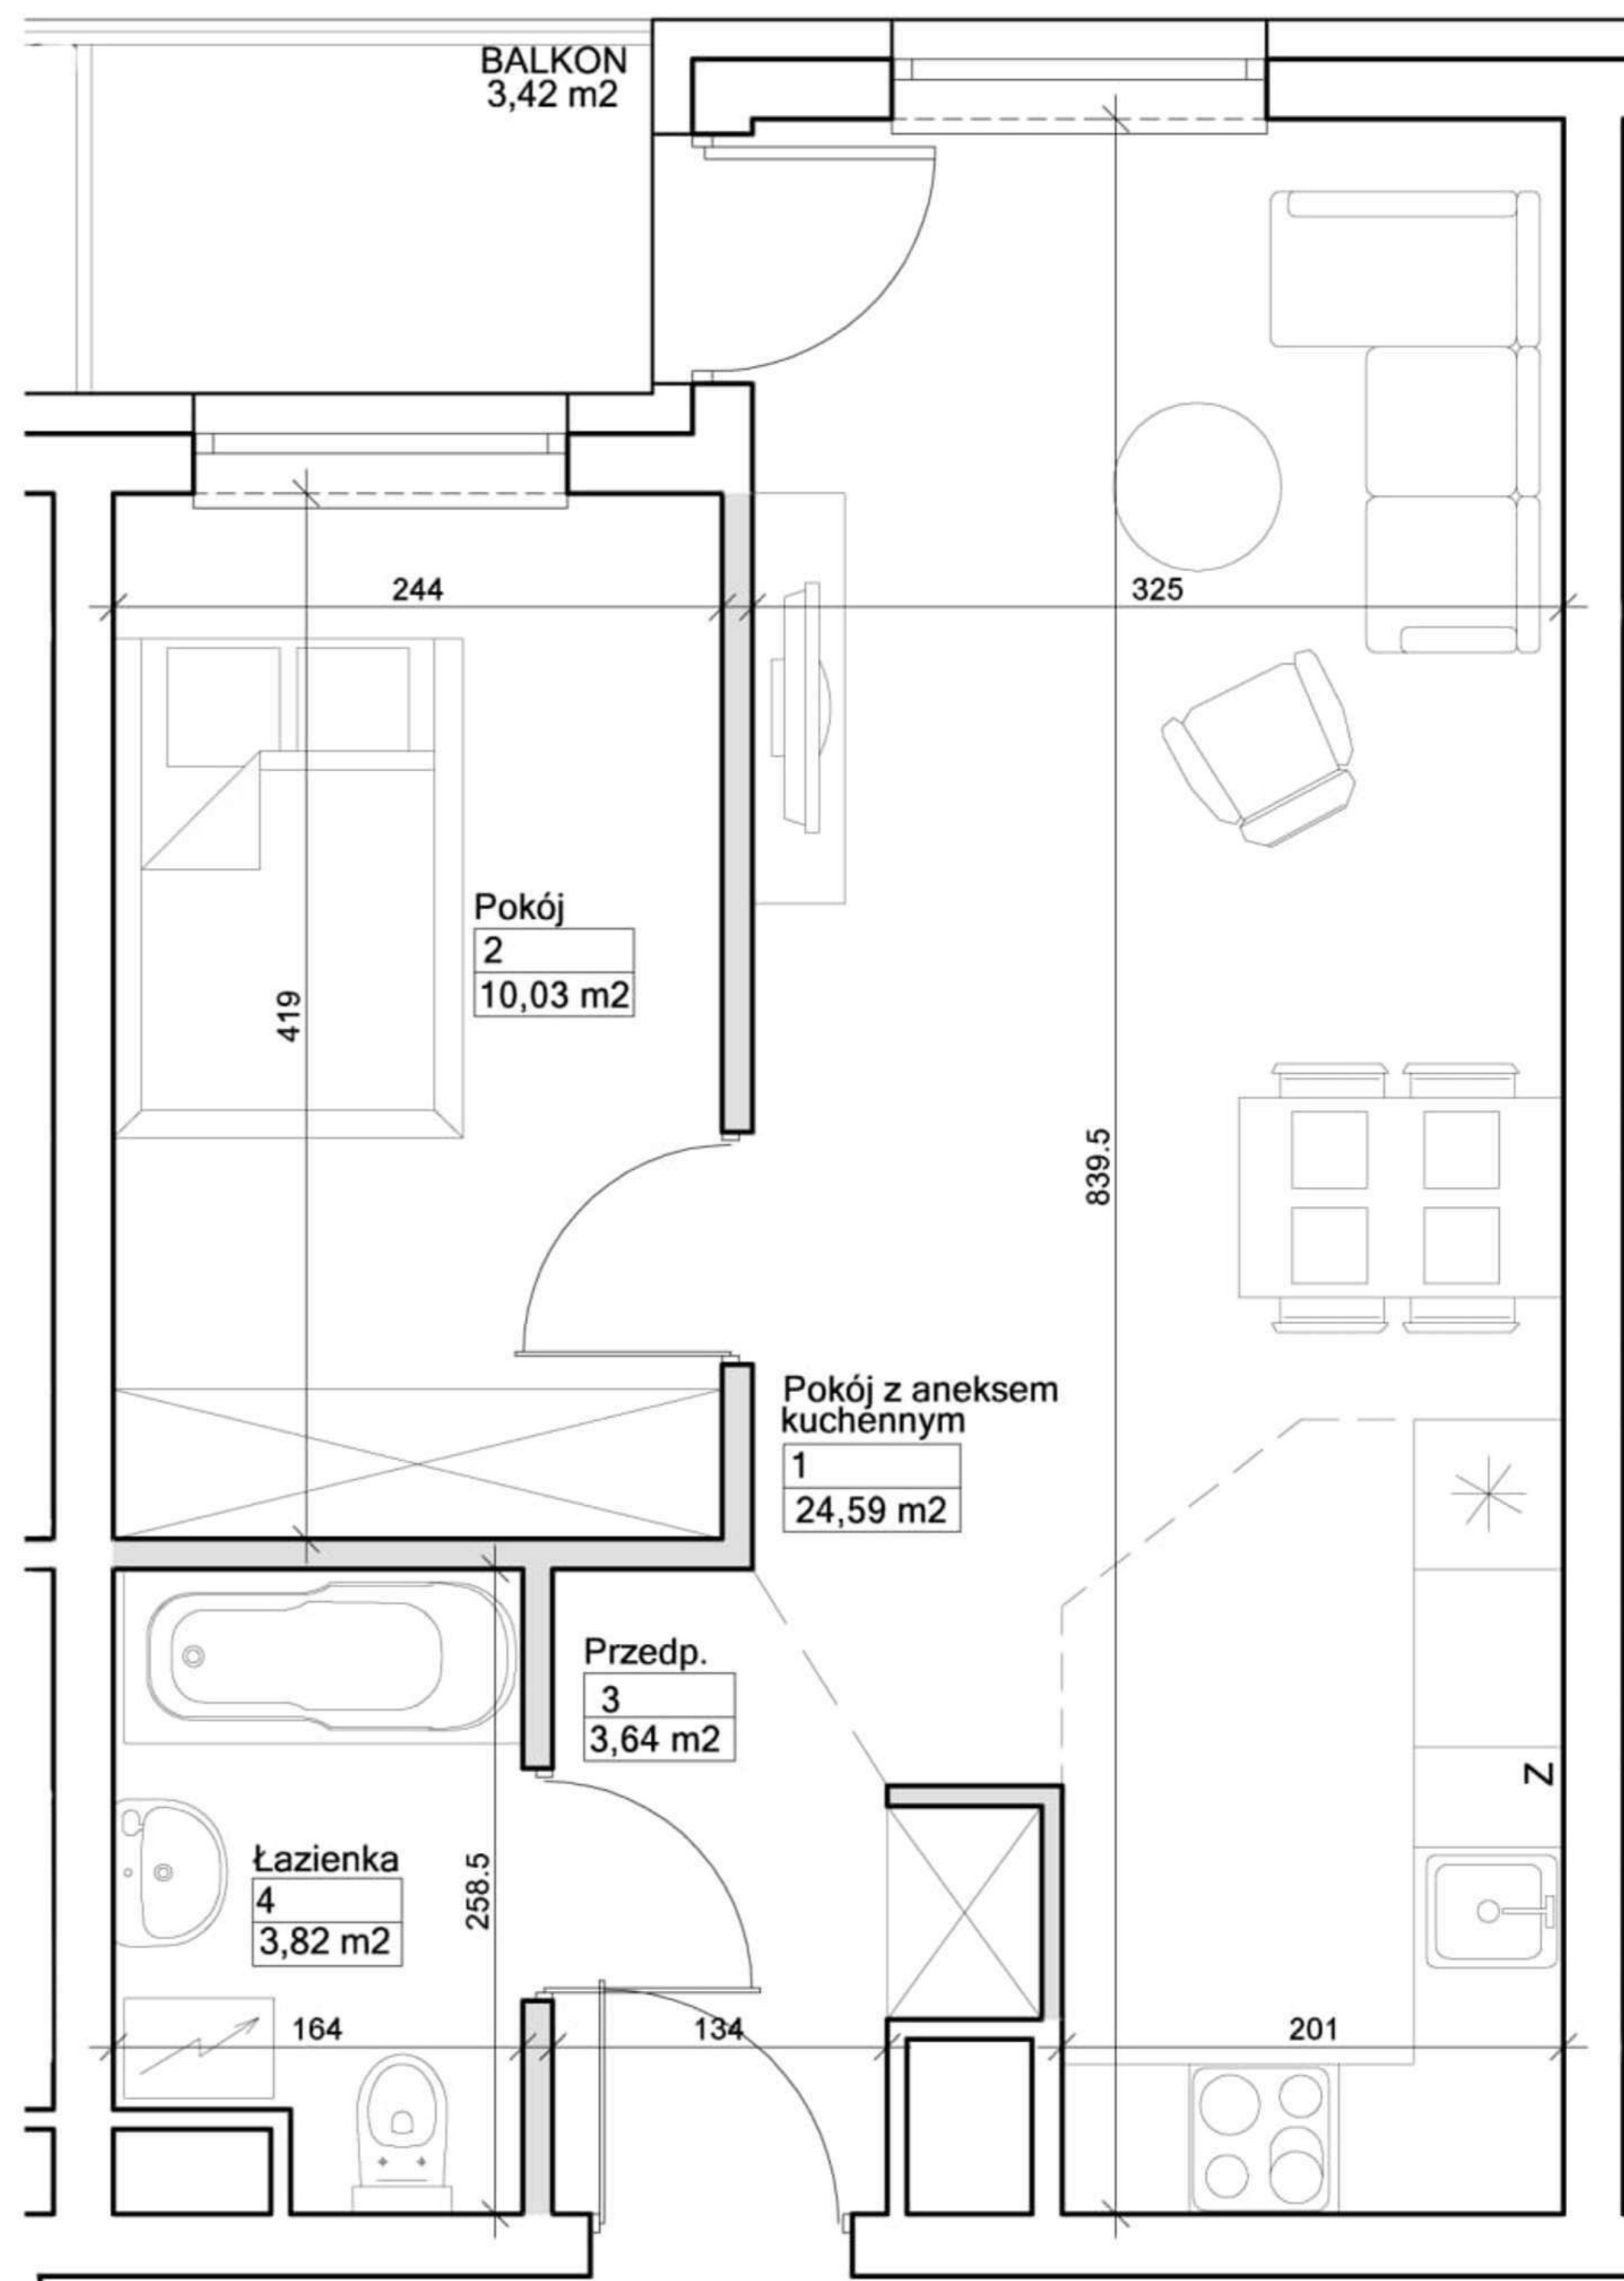 BALKON
3,42 m2
244
325
Pokój
2
10,03 m2
419
839.5
Pokój z aneksem
kuchennym
1
24,59 m2
Przedp.
3
3,64 m2
Z
Łazienka
4
3,82 m2
258.5
164
134
201